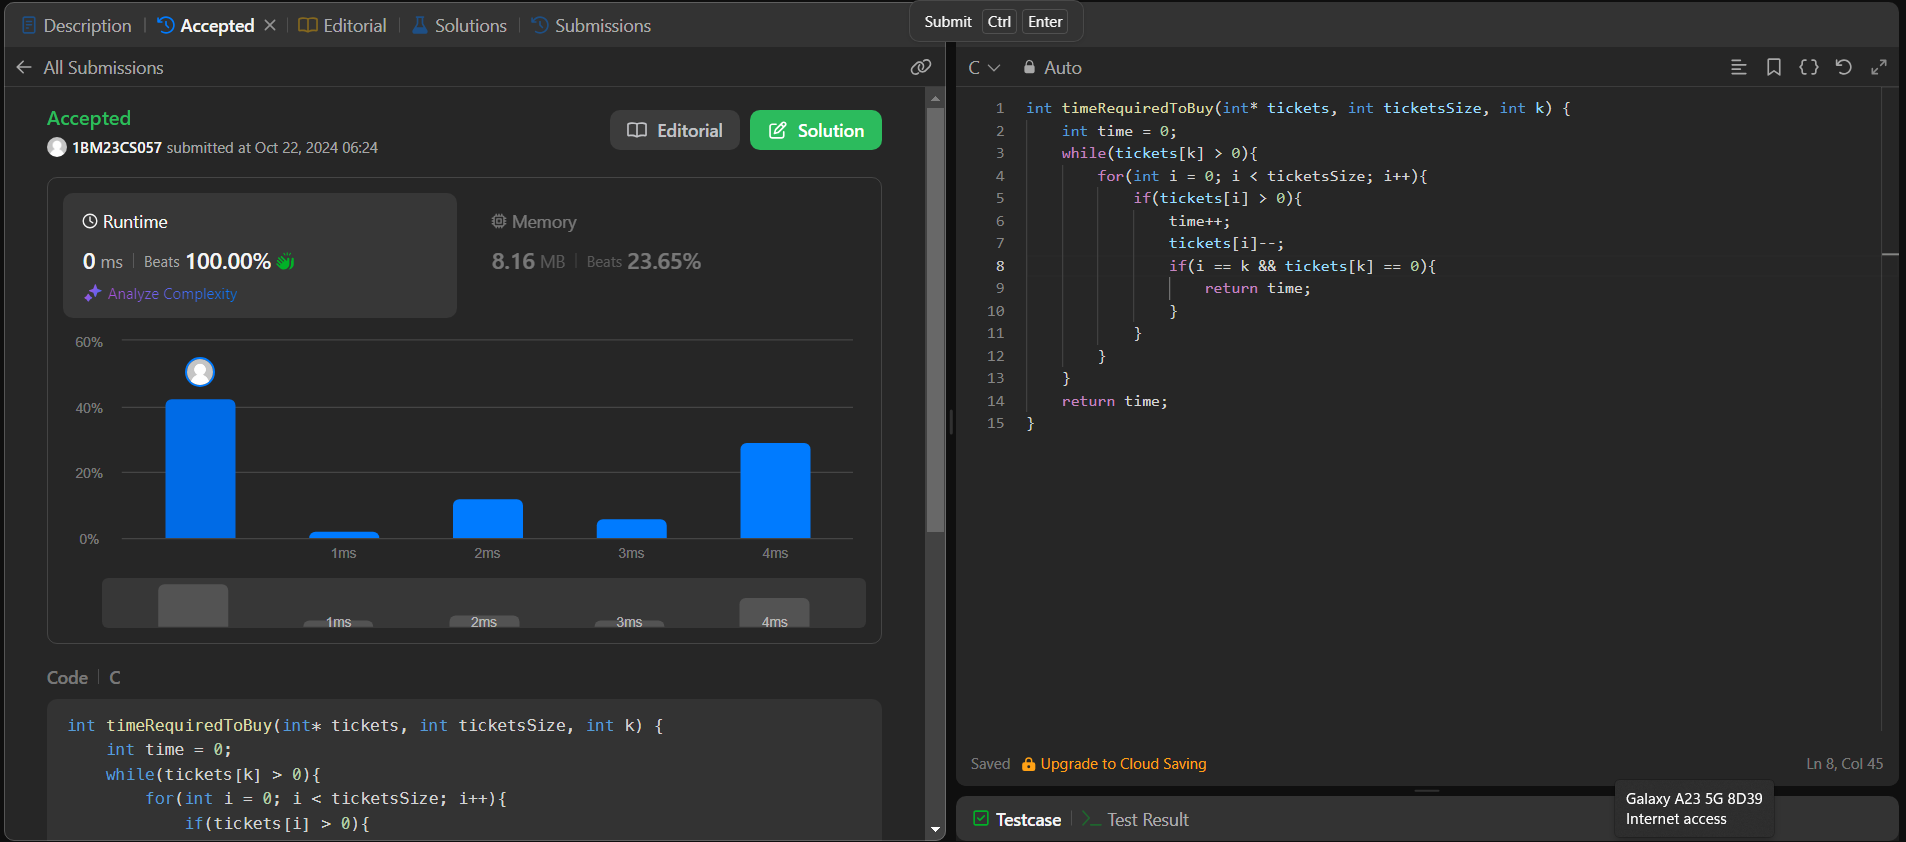 Description Accepted Editorial Solutions Submissions
Submit Ctrl Enter
All Submissions
Accepted
1BM23CS057 submitted at Oct 22, 2024 06:24
Editorial Solution
Runtime
0 ms Beats 100.00%
Analyze Complexity
Memory
8.16 MB Beats 23.65%
60%
40%
20%
0%
1ms 2ms 3ms 4ms
1ms 2ms 3ms 4ms
Code C
int timeRequiredToBuy(int* tickets, int ticketsSize, int k) {
    int time = 0;
    while(tickets[k] > 0){
        for(int i = 0; i < ticketsSize; i++){
            if(tickets[i] > 0){
C Auto
1 int timeRequiredToBuy(int* tickets, int ticketsSize, int k) {
2     int time = 0;
3     while(tickets[k] > 0){
4         for(int i = 0; i < ticketsSize; i++){
5             if(tickets[i] > 0){
6                 time++;
7                 tickets[i]--;
8                 if(i == k && tickets[k] == 0){
9                     return time;
10                 }
11             }
12         }
13     }
14     return time;
15 }
Saved Upgrade to Cloud Saving Ln 8, Col 45
Testcase Test Result
Galaxy A23 5G 8D39
Internet access